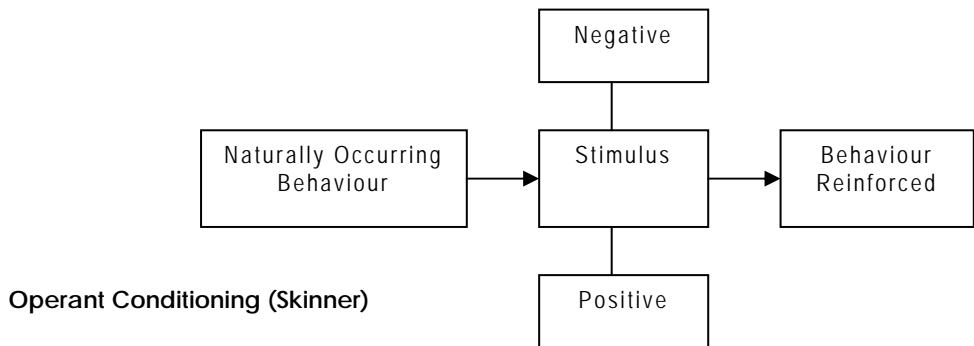 Negative
Naturally Occurring
Behaviour
Stimulus
Behaviour
Reinforced
Operant Conditioning (Skinner)
Positive